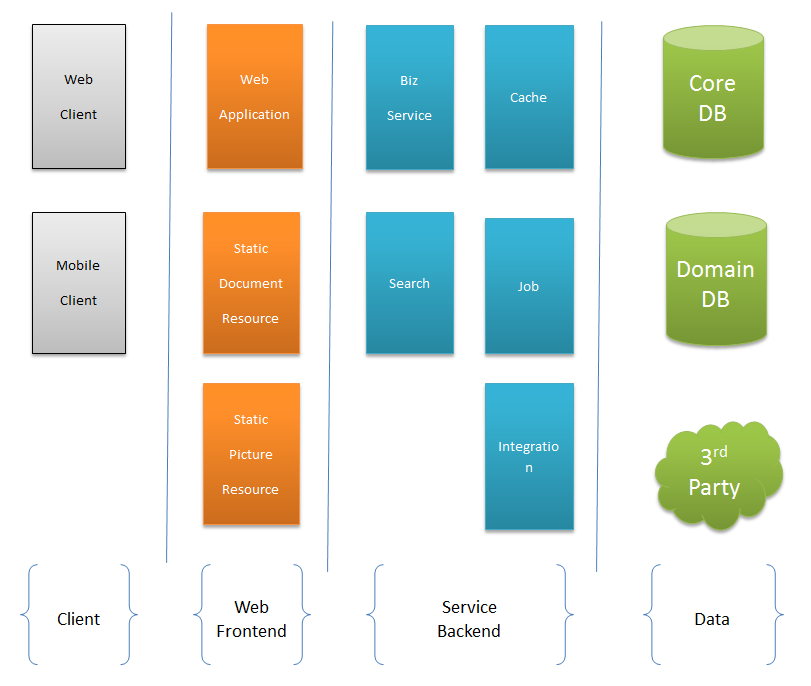 Web
Client
Web
Application
Biz
Service
Cache
Core
DB
Mobile
Client
Static
Document
Resource
Search
Job
Domain
DB
Static
Picture
Resource
Integratio
n
3rd
Party
Client
Web
Frontend
Service
Backend
Data